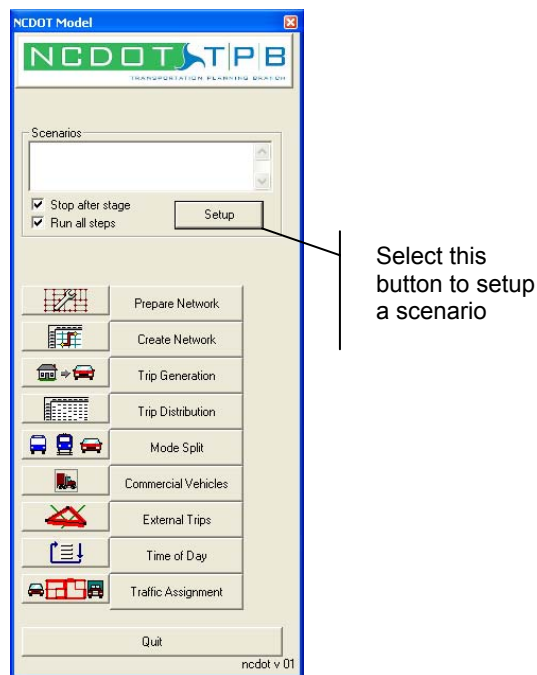 NCDOT Model
NCDOT TPB
TRANSPORTATION PLANNING BRANCH
Scenarios
Stop after stage
Run all steps
Setup
Select this
button to setup
a scenario
Prepare Network
Create Network
Trip Generation
Trip Distribution
Mode Split
Commercial Vehicles
External Trips
Time of Day
Traffic Assignment
Quit
ncdot v 01